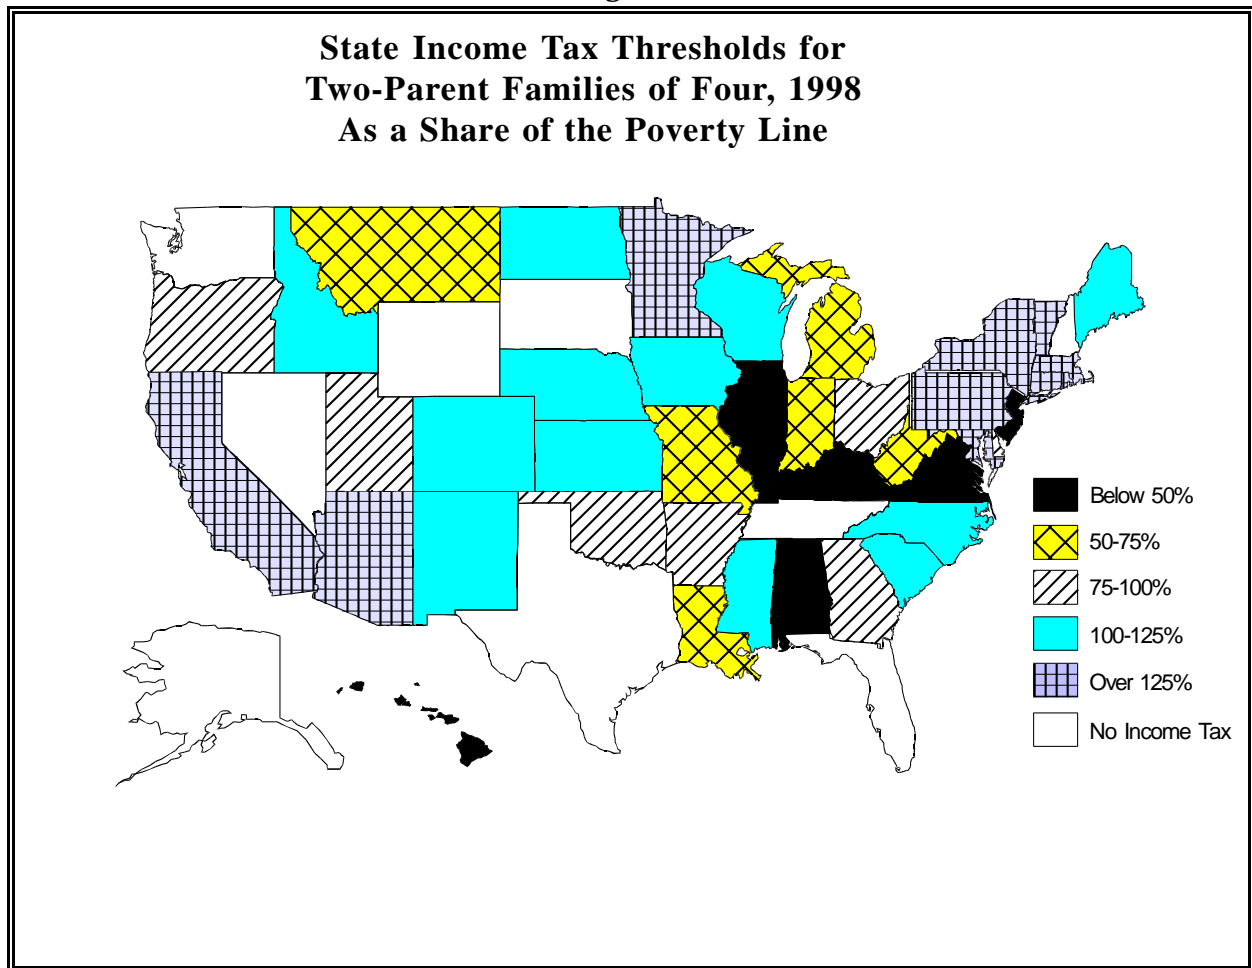 State Income Tax Thresholds for
Two-Parent Families of Four, 1998
As a Share of the Poverty Line
Below 50%
50-75%
75-100%
100-125%
Over 125%
No Income Tax